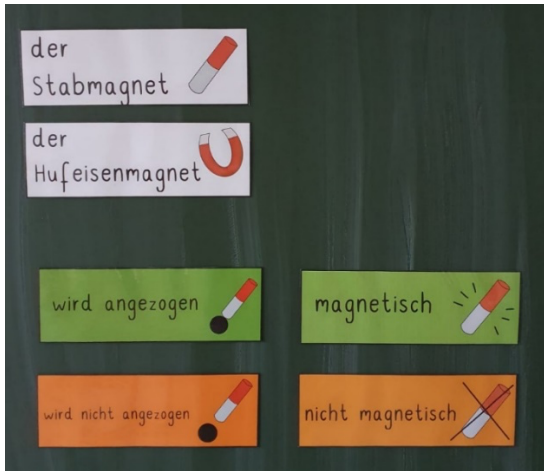 der
Stabmagnet
der
Hufeisenmagnet
wird angezogen
magnetisch
wird nicht angezogen
nicht magnetisch